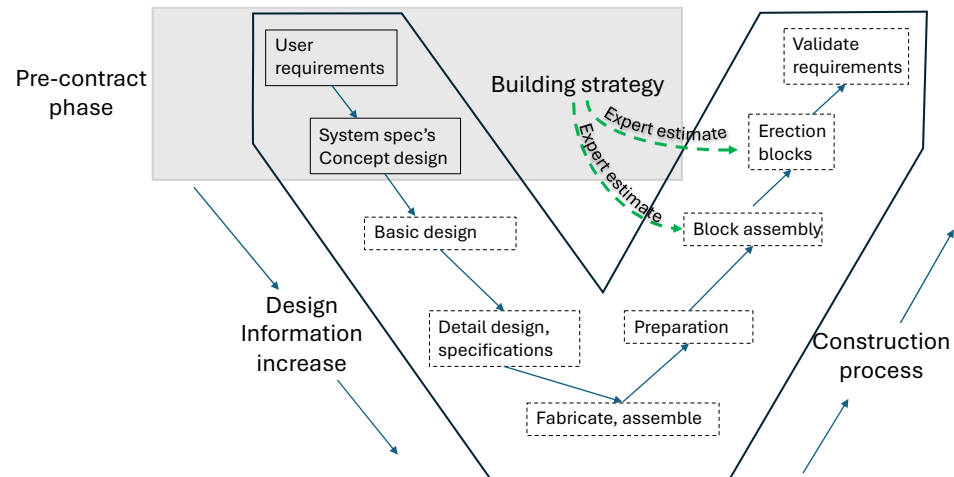 User
requirements
Validate
requirements
Pre-contract
phase
Building strategy
System spec's
Concept design
Expert estimate
Expert estimate
Erection
blocks
Basic design
Block assembly
Design
Information
increase
Detail design,
specifications
Preparation
Construction
process
Fabricate, assemble